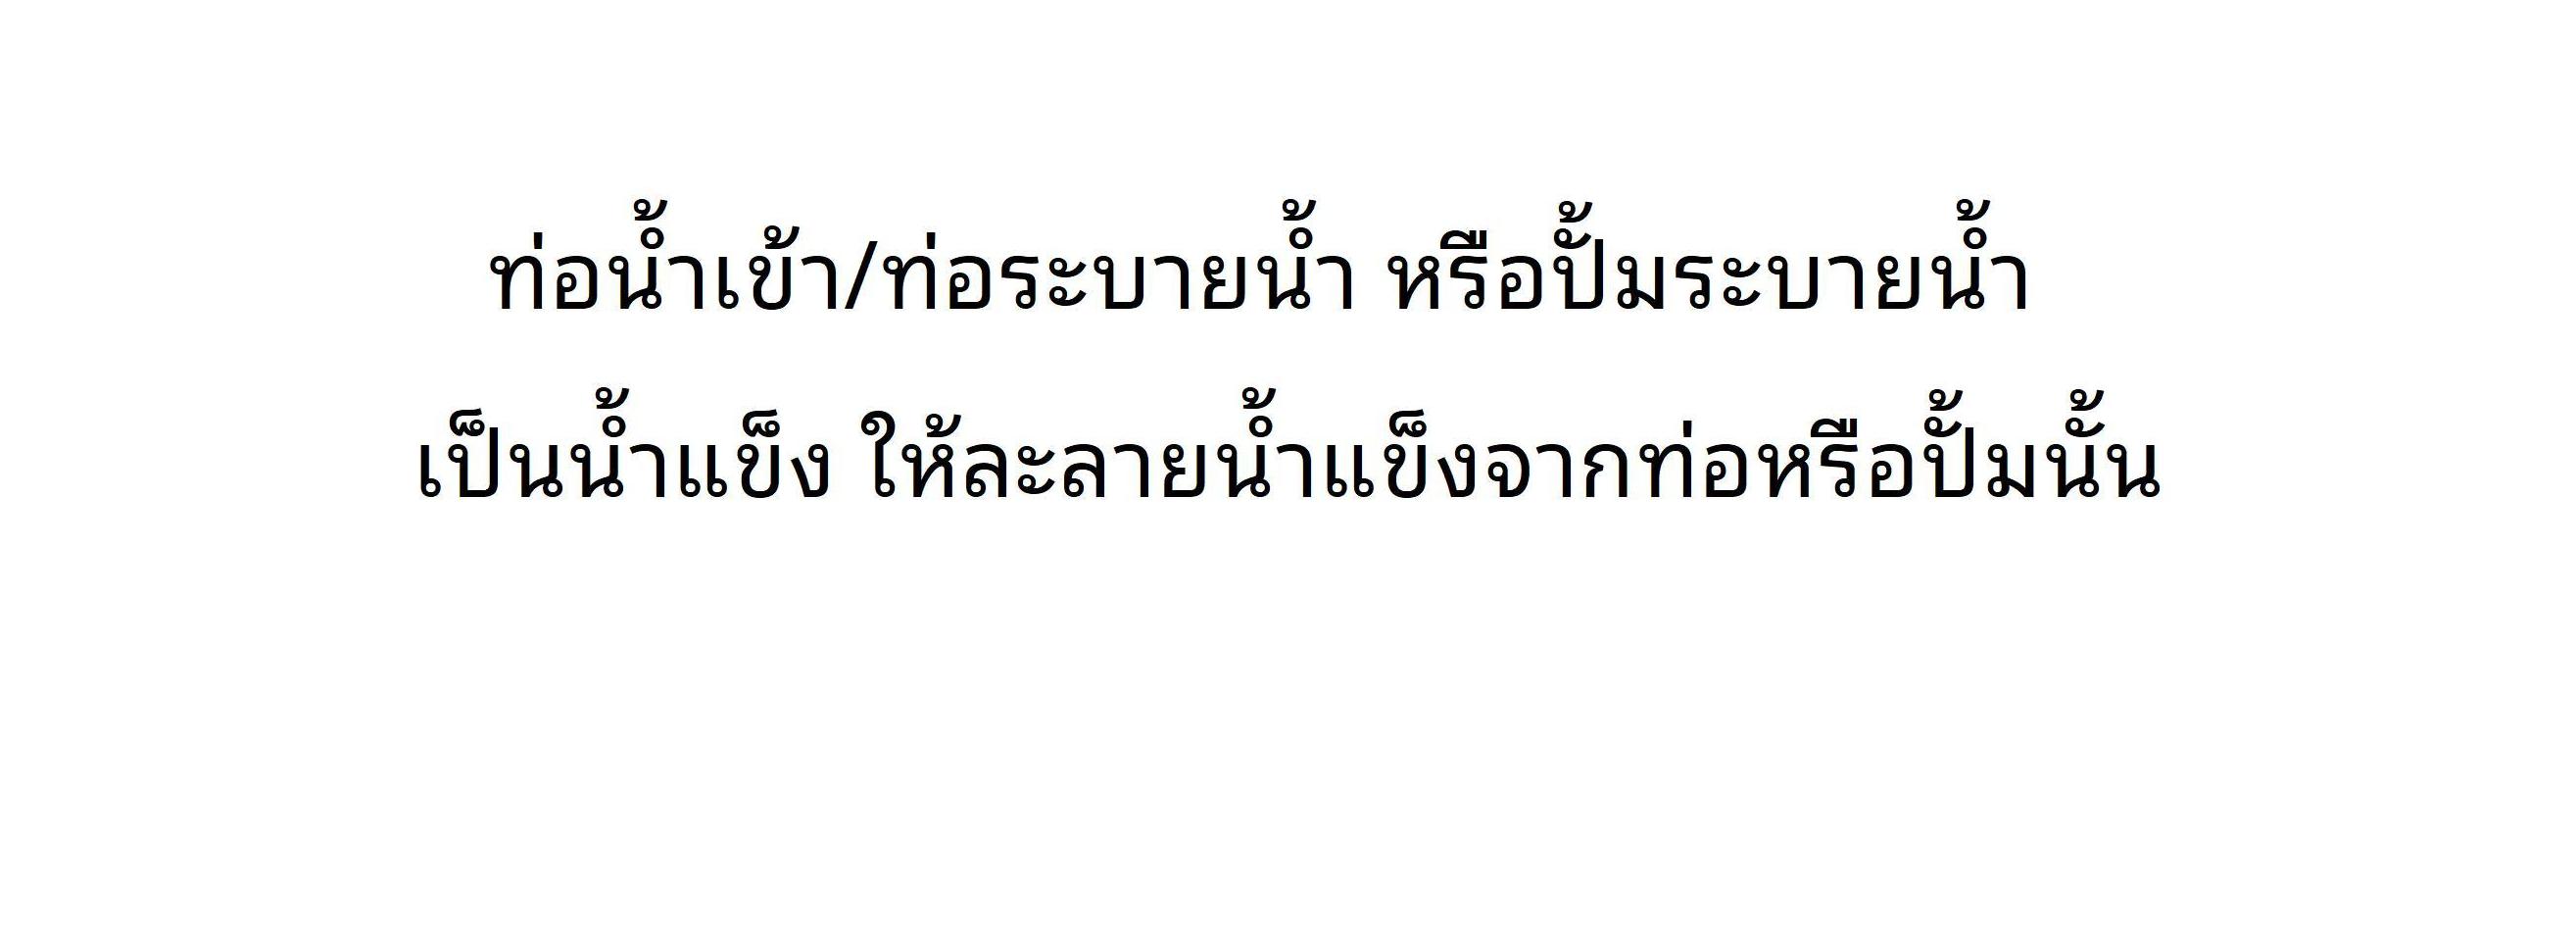 ท่อน้ำเข้า/ท่อระบายน้ำ หรือปั้มระบายน้ำ
เป็นน้ำแข็ง ให้ละลายน้ำแข็งจากท่อหรือปั้มนั้น